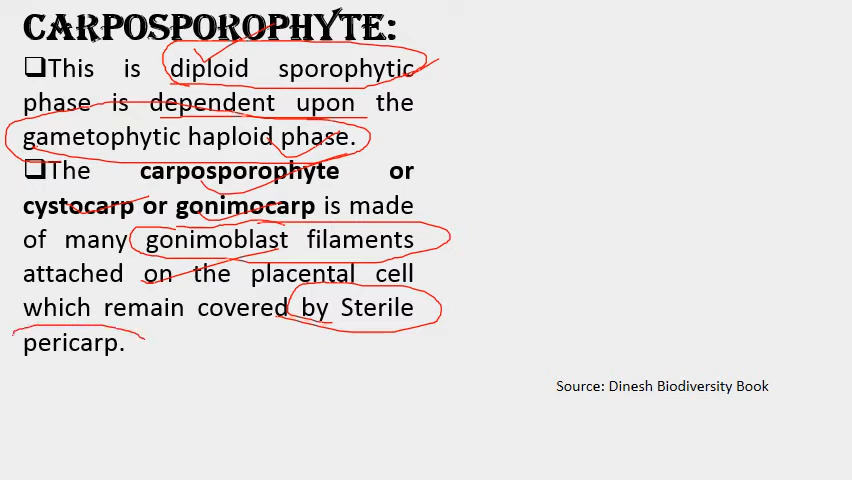 CARPOSPOROPHYTE:
❑This is diploid sporophytic
phase is dependent upon the
gametophytic haploid phase.
❑The carposporophyte or
cystocarp or gonimocarp is made
of many gonimoblast filaments
attached on the placental cell
which remain covered by Sterile
pericarp.
Source: Dinesh Biodiversity Book